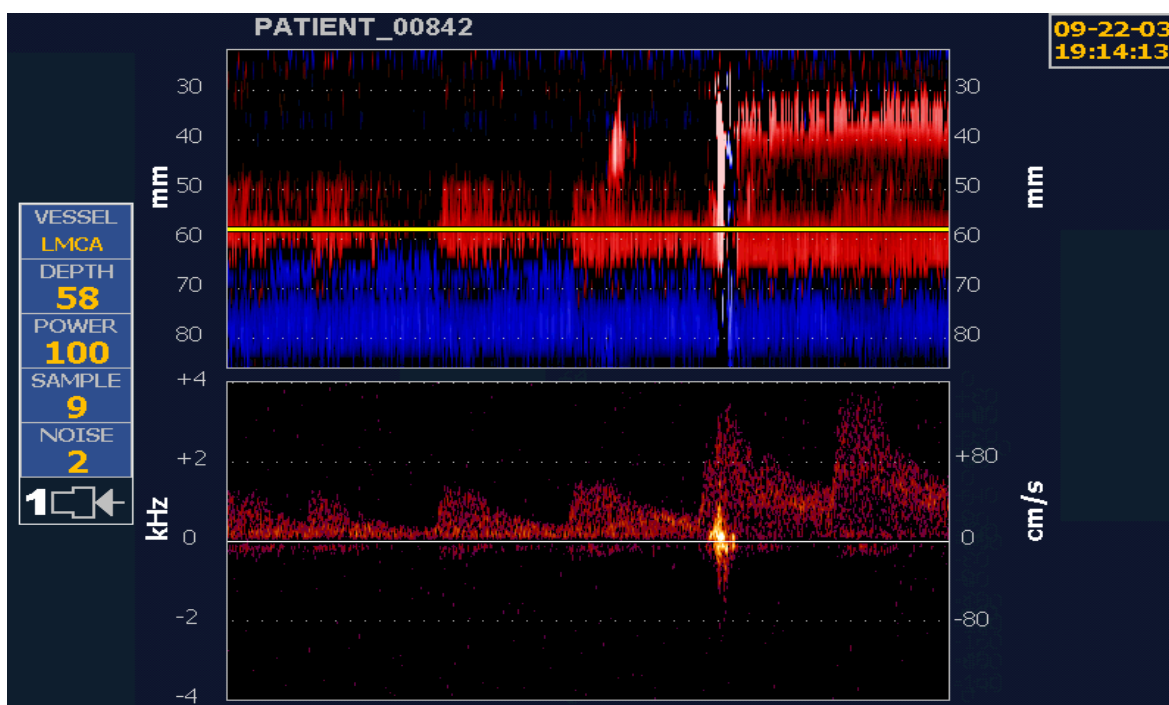 PATIENT_00842
09-22-03
19:14:13
30
40
50
60
70
80
mm
30
40
50
60
70
80
mm
VESSEL
LMCA
DEPTH
58
POWER
100
SAMPLE
9
NOISE
2
1
+4
+2
0
-2
-4
kHz
+80
0
-80
cm/s